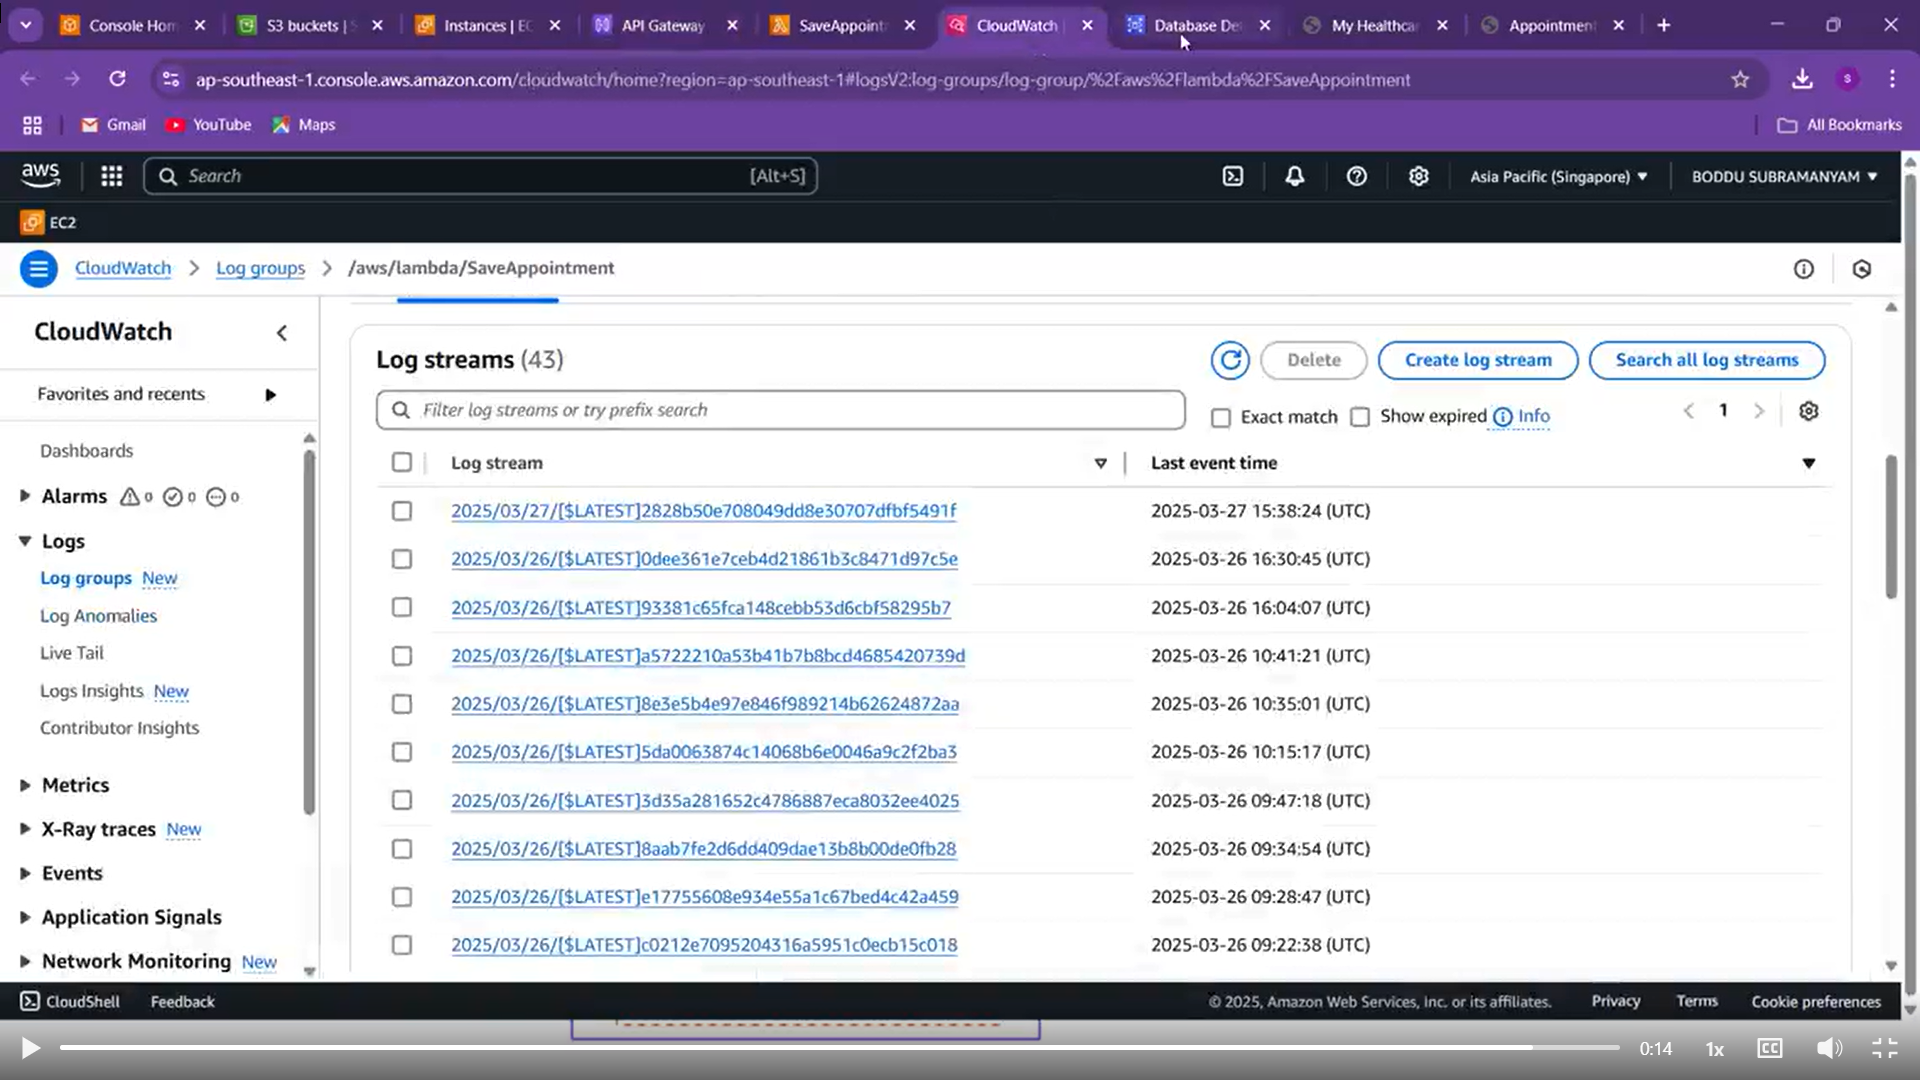 Console Hom
S3 buckets | S
Instances | EC
API Gateway
SaveAppoint
CloudWatch
Database De
My Healthca
Appointmen
ap-southeast-1.console.aws.amazon.com/cloudwatch/home?region=ap-southeast-1#logsV2:log-groups/log-group/%2Faws%2Flambda%2FSaveAppointment
s
Gmail
YouTube
Maps
All Bookmarks
aws
Search
[Alt+S]
Asia Pacific (Singapore)
BODDU SUBRAMANYAM
EC2
CloudWatch
Log groups
/aws/lambda/SaveAppointment
CloudWatch
Favorites and recents
Dashboards
Alarms 0 0 0
Logs
Log groups New
Log Anomalies
Live Tail
Logs Insights New
Contributor Insights
Metrics
X-Ray traces New
Events
Application Signals
Network Monitoring New
Log streams (43)
Delete
Create log stream
Search all log streams
Filter log streams or try prefix search
Exact match
Show expired
Info
1
Log stream
Last event time
2025/03/27/[$LATEST]2828b50e708049dd8e30707dfbf5491f 2025-03-27 15:38:24 (UTC)
2025/03/26/[$LATEST]0dee361e7ceb4d21861b3c8471d97c5e 2025-03-26 16:30:45 (UTC)
2025/03/26/[$LATEST]93381c65fca148cebb53d6cbf58295b7 2025-03-26 16:04:07 (UTC)
2025/03/26/[$LATEST]a5722210a53b41b7b8bcd4685420739d 2025-03-26 10:41:21 (UTC)
2025/03/26/[$LATEST]8e3e5b4e97e846f989214b62624872aa 2025-03-26 10:35:01 (UTC)
2025/03/26/[$LATEST]5da0063874c14068b6e0046a9c2f2ba3 2025-03-26 10:15:17 (UTC)
2025/03/26/[$LATEST]3d35a281652c4786887eca8032ee4025 2025-03-26 09:47:18 (UTC)
2025/03/26/[$LATEST]8aab7fe2d6dd409dae13b8b00de0fb28 2025-03-26 09:34:54 (UTC)
2025/03/26/[$LATEST]e17755608e934e55a1c67bed4c42a459 2025-03-26 09:28:47 (UTC)
2025/03/26/[$LATEST]c0212e7095204316a5951c0ecb15c018 2025-03-26 09:22:38 (UTC)
CloudShell
Feedback
© 2025, Amazon Web Services, Inc. or its affiliates.
Privacy
Terms
Cookie preferences
0:14
1x
CC